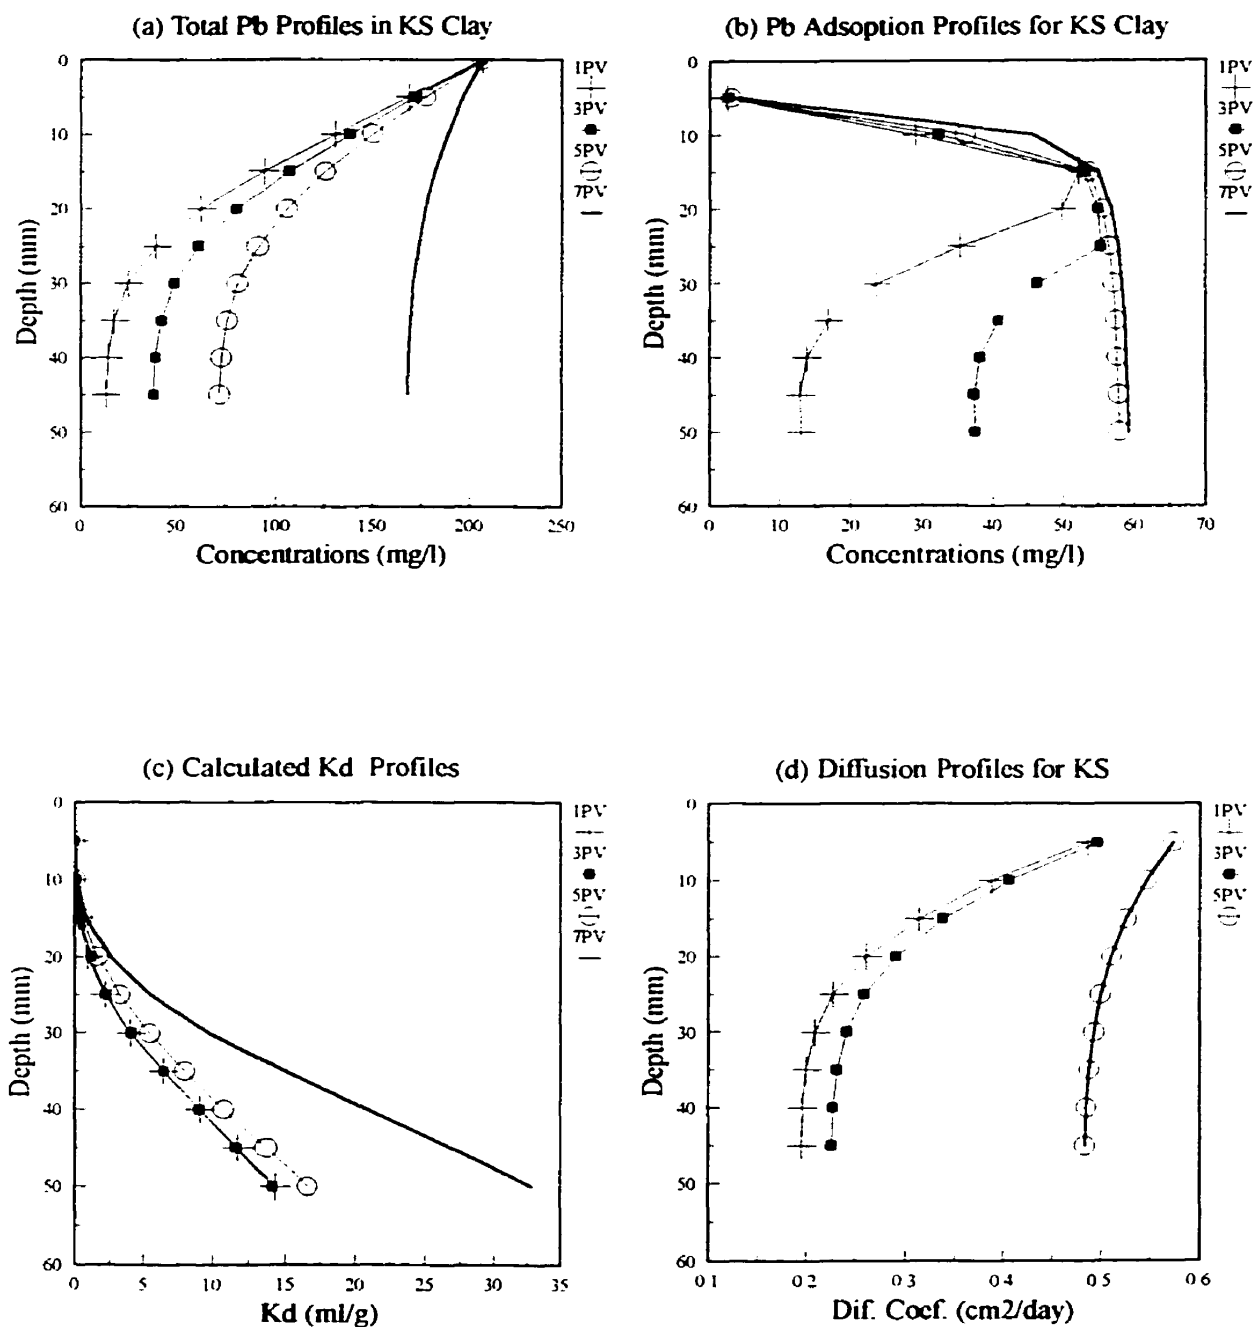 (a) Total Pb Profiles in KS Clay
0
10
20
30
40
50
60
Depth (mm)
0 50 100 150 200 250
Concentrations (mg/l)
1PV
3PV
5PV
7PV
(b) Pb Adsoption Profiles for KS Clay
0
10
20
30
40
50
60
Depth (mm)
0 10 20 30 40 50 60 70
Concentrations (mg/l)
1PV
3PV
5PV
7PV
(c) Calculated Kd Profiles
0
10
20
30
40
50
60
Depth (mm)
0 5 10 15 20 25 30 35
Kd (ml/g)
1PV
3PV
5PV
7PV
(d) Diffusion Profiles for KS
0
10
20
30
40
50
60
Depth (mm)
0.1 0.2 0.3 0.4 0.5 0.6
Dif. Coef. (cm2/day)
1PV
3PV
5PV